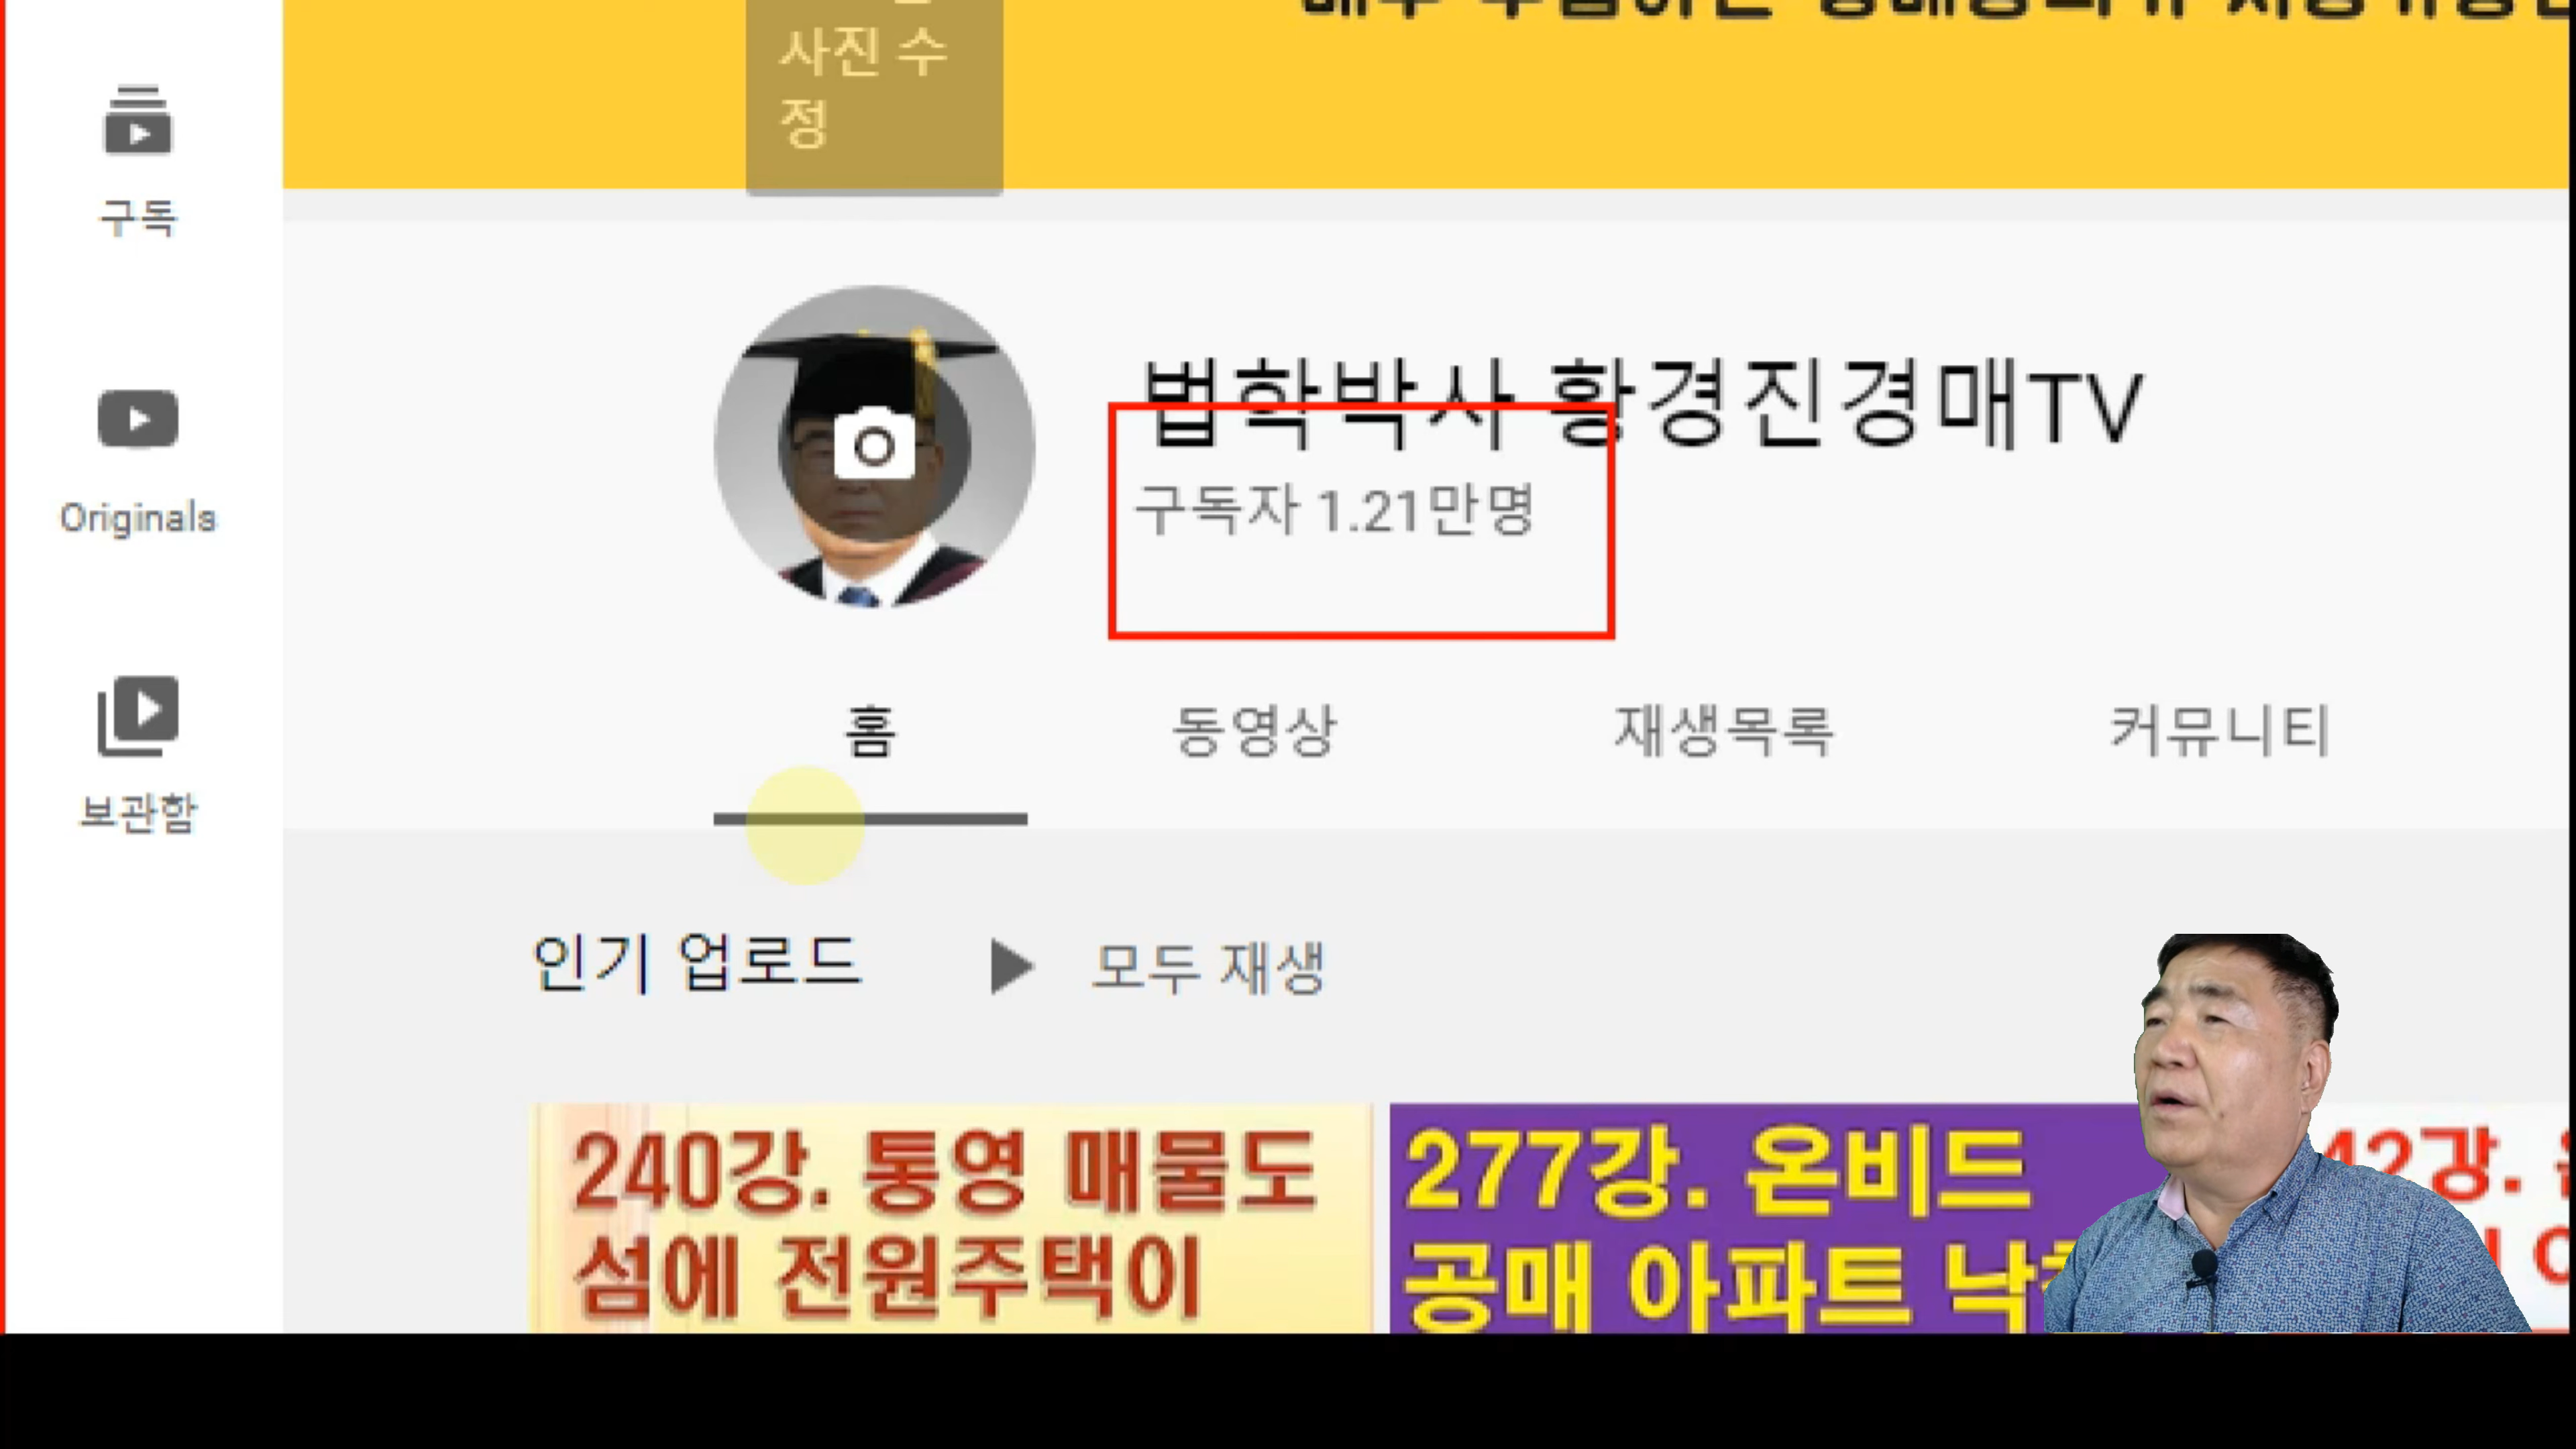 사진 수
정
구독
Originals
보관함
법학박사 황경진경매TV
구독자 1.21만명
홈
동영상
재생목록
커뮤니티
인기 업로드
모두 재생
240강. 통영 매물도
섬에 전원주택이
277강. 온비드
공매 아파트